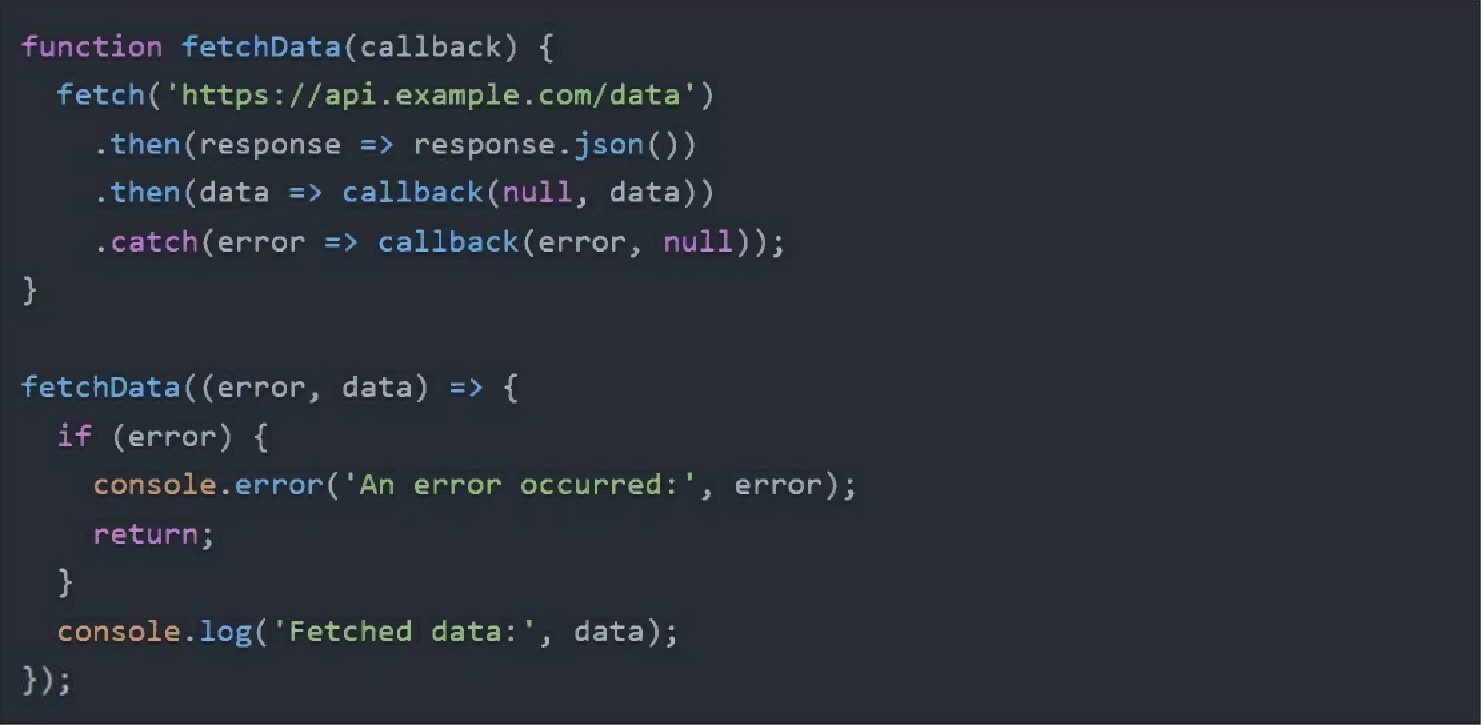 function fetchData(callback) {
  fetch('https://api.example.com/data')
    .then(response => response.json())
    .then(data => callback(null, data))
    .catch(error => callback(error, null));
}

fetchData((error, data) => {
  if (error) {
    console.error('An error occurred:', error);
    return;
  }
  console.log('Fetched data:', data);
});